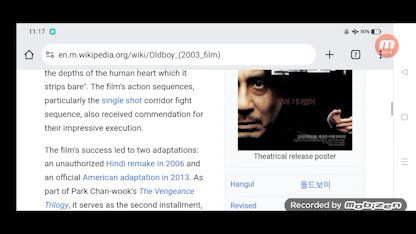 11:17
50%
en.m.wikipedia.org/wiki/Oldboy_(2003_film)
7
the depths of the human heart which it
strips bare". The film's action sequences,
particularly the single shot corridor fight
sequence, also received commendation for
their impressive execution.
The film's success led to two adaptations:
an unauthorized Hindi remake in 2006 and
an official American adaptation in 2013. As
part of Park Chan-wook's The Vengeance
Trilogy, it serves as the second installment,
Theatrical release poster
Hangul 올드보이
Revised
Recorded by Mobizen